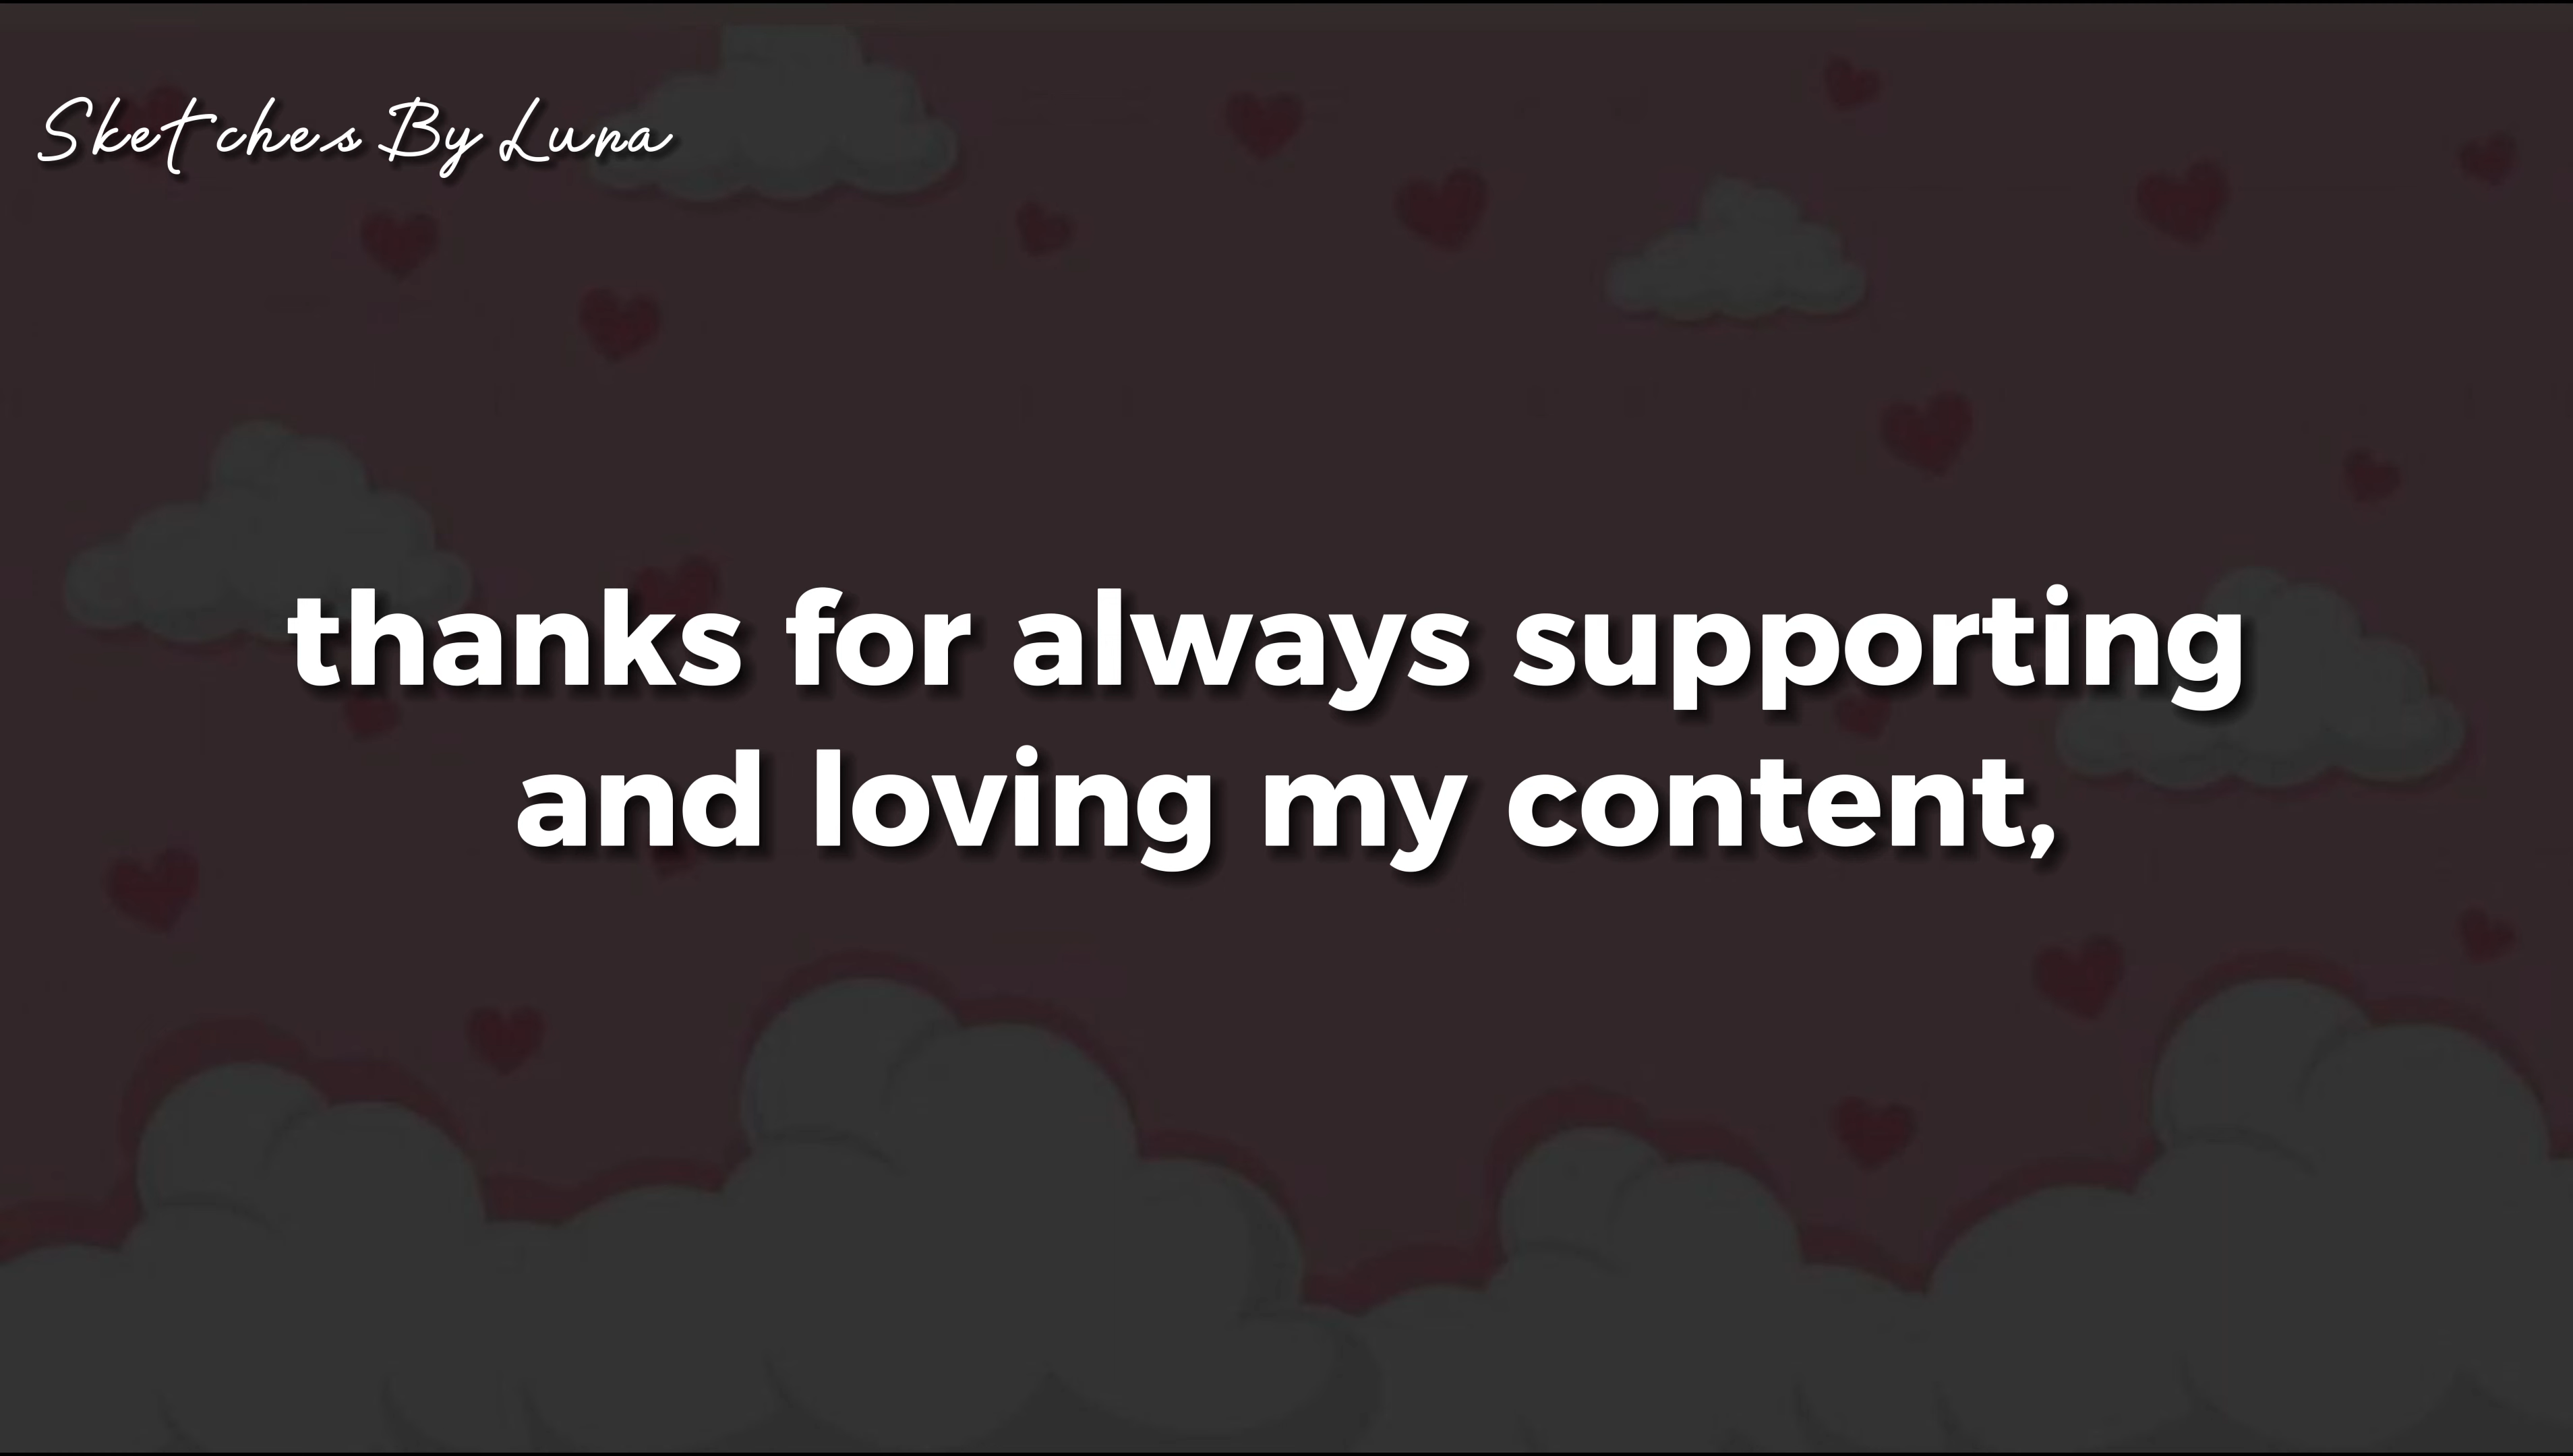 Sketches By Luna
thanks for always supporting
and loving my content,